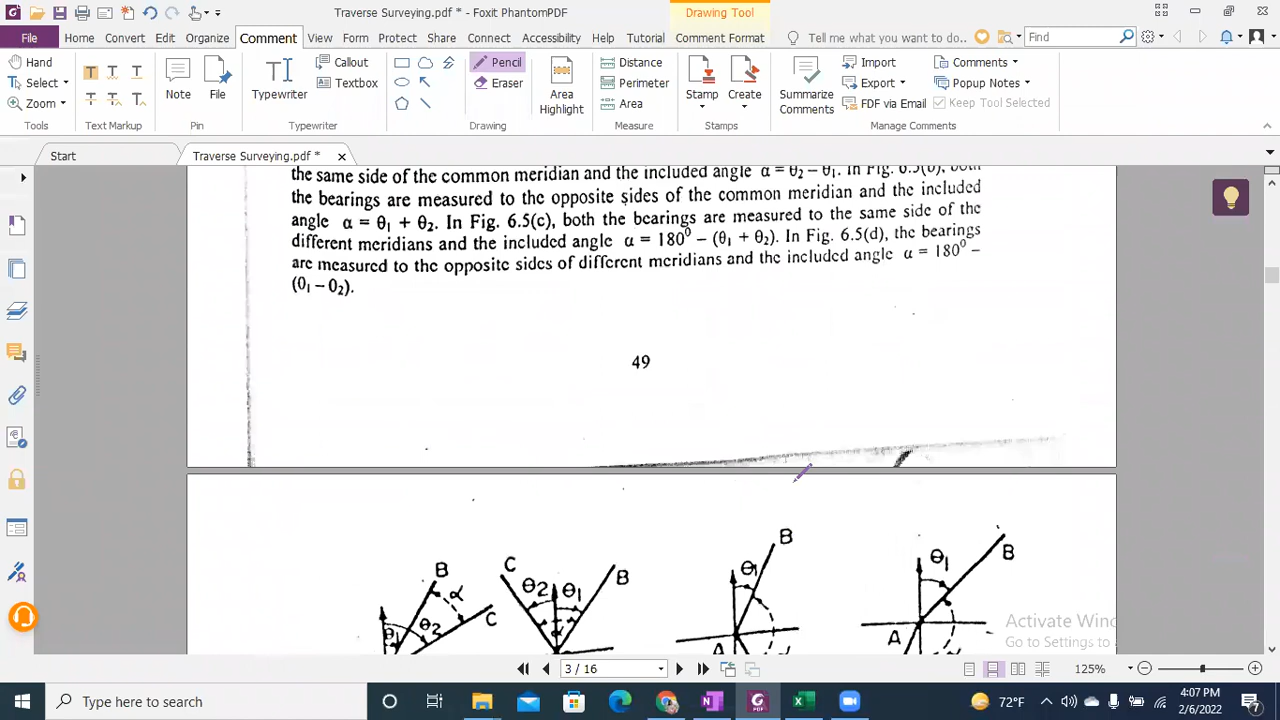 Traverse Surveying.pdf * - Foxit PhantomPDF
Drawing Tool
File
Home
Convert
Edit
Organize
Comment
View
Form
Protect
Share
Connect
Accessibility
Help
Tutorial
Comment Format
Tell me what you want to do..
Find
Hand
Select
Zoom
Tools
T T T
T T T
Text Markup
Note
File
Pin
Typewriter
Callout
Textbox
Typewriter
Pencil
Eraser
Drawing
Area Highlight
Distance
Perimeter
Area
Measure
Stamp
Create
Stamps
Summarize Comments
Import
Export
FDF via Email
Comments
Popup Notes
Keep Tool Selected
Manage Comments
Start
Traverse Surveying.pdf *
the same side of the common meridian and the included angle α = θ2 – θ1. In Fig. 6.5(b), both
the bearings are measured to the opposite sides of the common meridian and the included
angle α = θ1 + θ2. In Fig. 6.5(c), both the bearings are measured to the same side of the
different meridians and the included angle α = 180⁰ – (θ1 + θ2). In Fig. 6.5(d), the bearings
are measured to the opposite sides of different meridians and the included angle α = 180⁰ –
(θ1 – θ2).
49
B
α
C
θ1
θ2
C
θ2
θ1
B
α
B
θ1
A
B
θ1
A
Activate Wind
Go to Settings to
3 / 16
125%
Type here to search
72°F
4:07 PM
2/6/2022